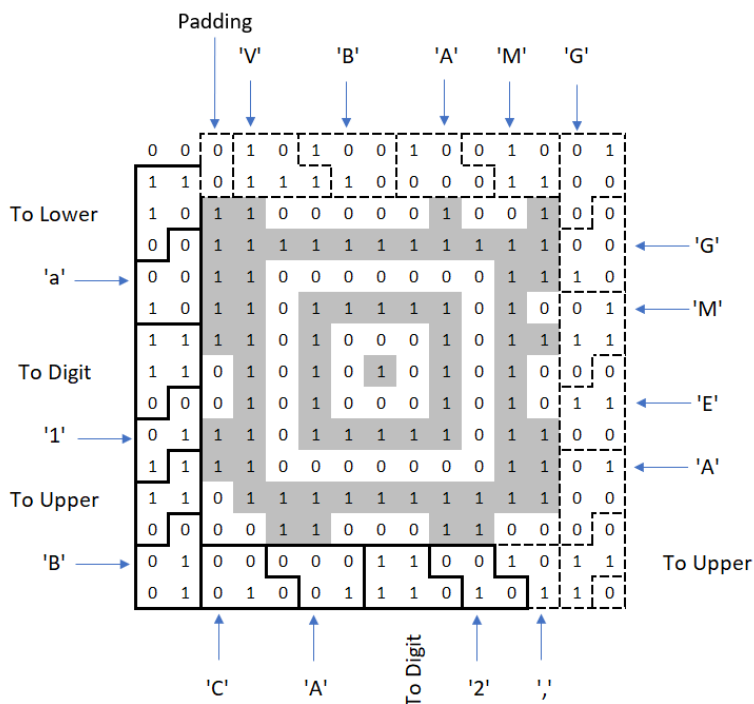 Padding
'V' 'B' 'A' 'M' 'G'
0 0 0 1 0 1 0 0 1 0 0 1 0 0 1
1 1 0 1 1 1 1 0 0 0 0 1 1 0 0
To Lower 1 0 1 1 0 0 0 0 0 1 0 0 1 0 0
0 0 1 1 1 1 1 1 1 1 1 1 1 0 0 'G'
'a' 0 0 1 1 0 0 0 0 0 0 0 1 1 1 0
1 0 1 1 0 1 1 1 1 1 0 1 0 0 1 'M'
1 1 1 1 0 1 0 0 0 1 0 1 1 1 1
To Digit 1 1 0 1 0 1 0 1 0 1 0 1 0 0 0
0 0 0 1 0 1 0 0 0 1 0 1 0 1 1 'E'
'1' 0 1 1 1 0 1 1 1 1 1 0 1 1 0 0
1 1 1 1 0 0 0 0 0 0 0 1 1 0 1 'A'
To Upper 1 1 0 1 1 1 1 1 1 1 1 1 1 0 0
0 0 0 0 1 1 0 0 0 1 1 0 0 0 0
'B' 0 1 0 0 0 0 0 1 1 0 0 1 0 1 1 To Upper
0 1 0 1 0 0 1 1 1 0 1 0 1 1 0
'C' 'A' To Digit '2' ','